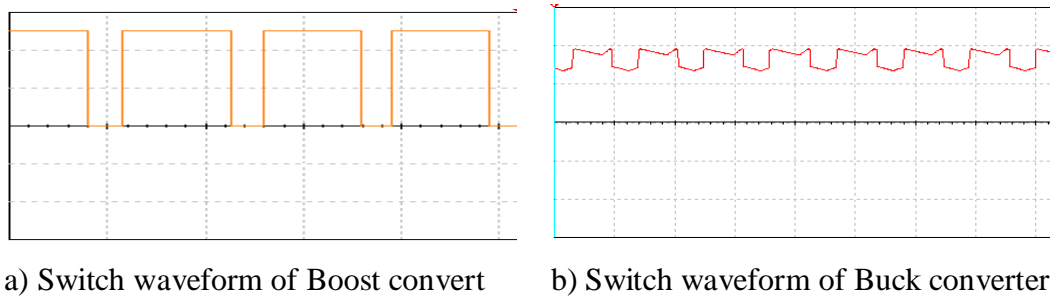 a) Switch waveform of Boost convert
b) Switch waveform of Buck converter